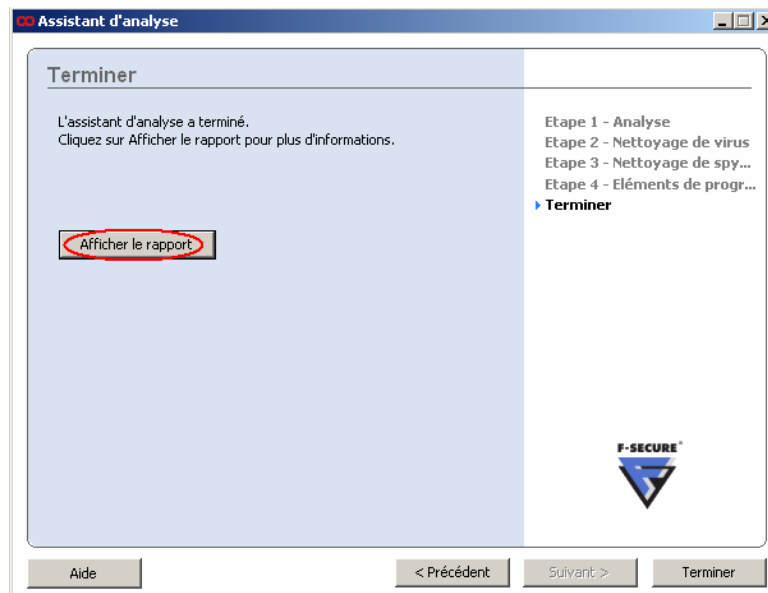 Assistant d'analyse
Terminer
L'assistant d'analyse a terminé.
Cliquez sur Afficher le rapport pour plus d'informations.
Afficher le rapport
Etape 1 - Analyse
Etape 2 - Nettoyage de virus
Etape 3 - Nettoyage de spy...
Etape 4 - Eléments de progr...
Terminer
F-SECURE
Aide
< Précédent
Suivant >
Terminer